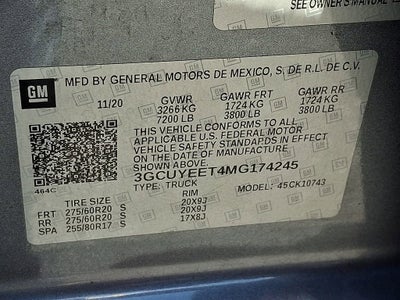 SEE OWNER'S MANUAL
GM
MFD BY GENERAL MOTORS DE MEXICO, S. DE R.L. DE C.V.
11/20 GVWR GAWR FRT GAWR RR
3266 KG 1724 KG 1724 KG
7200 LB 3800 LB 3800 LB
THIS VEHICLE CONFORMS TO ALL
APPLICABLE U.S. FEDERAL MOTOR
VEHICLE SAFETY STANDARDS IN EFFECT
ON THE DATE OF MANUFACTURE
SHOWN ABOVE.
3GCUYEET4MG174245
TYPE: TRUCK MODEL: 45CK10743
464C
TIRE SIZE RIM
FRT 275/60R20 S 20X9J
RR 275/60R20 S 20X9J
SPA 255/80R17 S 17X8J